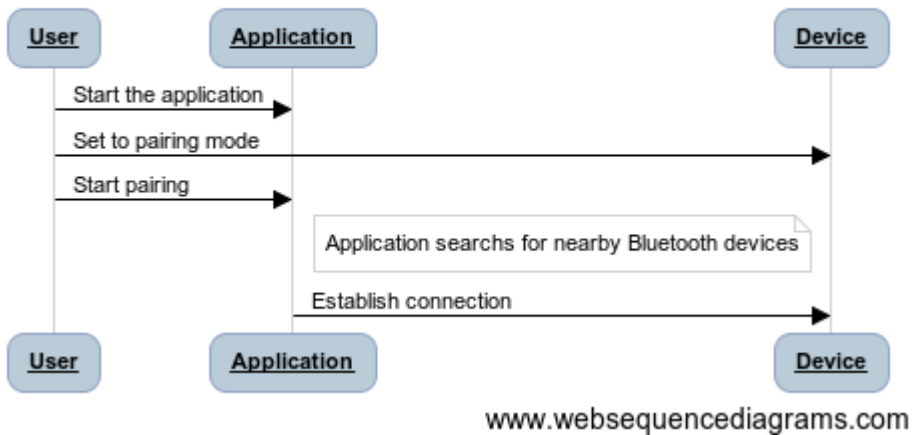 User
Application
Device
Start the application
Set to pairing mode
Start pairing
Application searchs for nearby Bluetooth devices
Establish connection
User
Application
Device
www.websequencediagrams.com